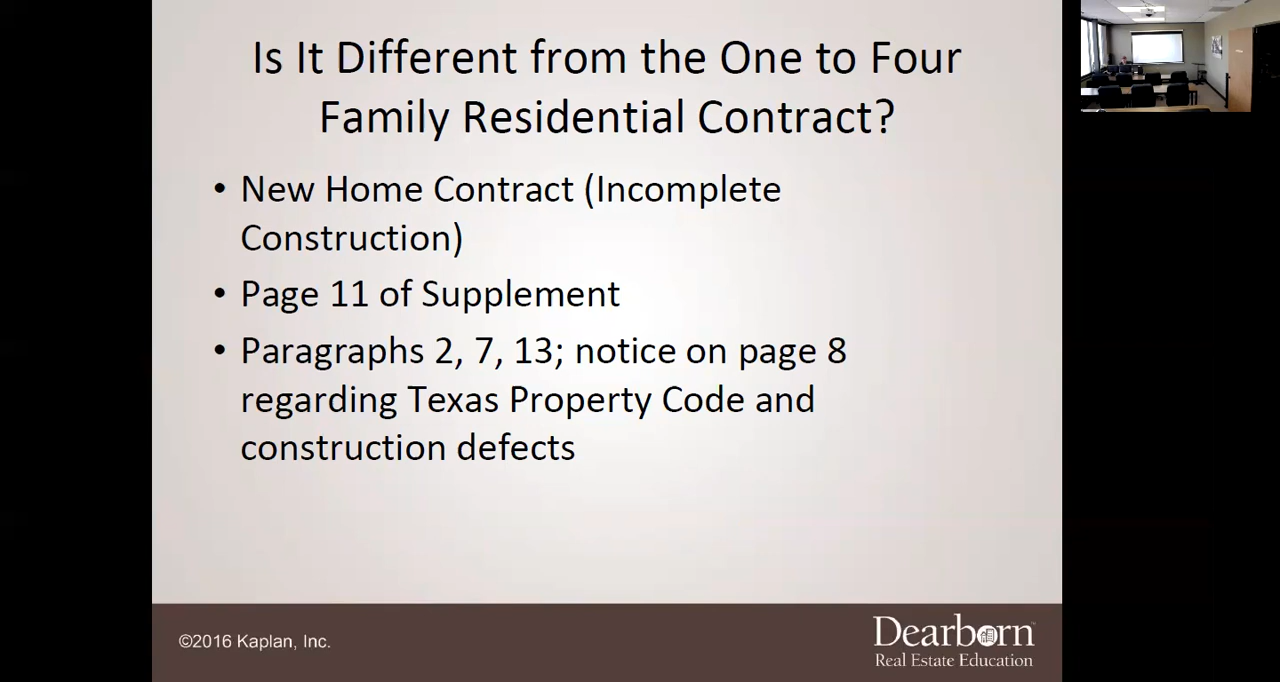 Is It Different from the One to Four
Family Residential Contract?
• New Home Contract (Incomplete
Construction)
• Page 11 of Supplement
• Paragraphs 2, 7, 13; notice on page 8
regarding Texas Property Code and
construction defects
©2016 Kaplan, Inc.
Dearborn
Real Estate Education